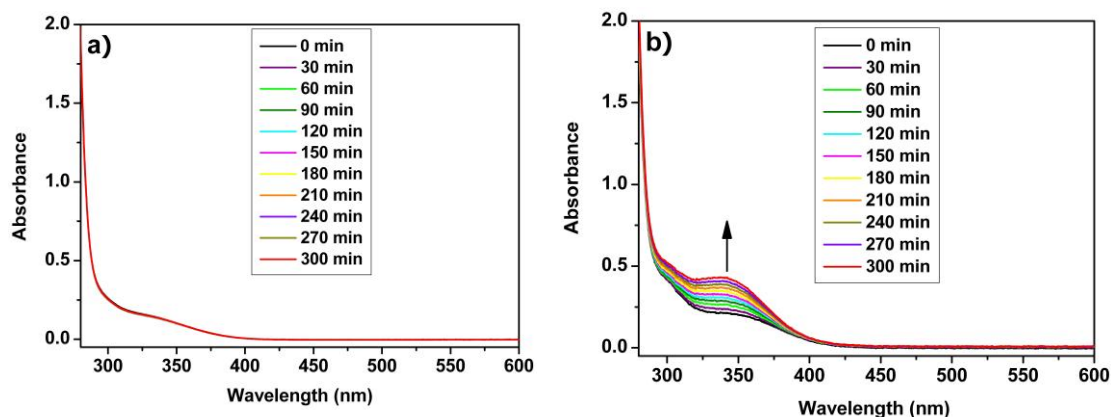 a)
2.0
1.5
1.0
0.5
0.0
Absorbance
0 min
30 min
60 min
90 min
120 min
150 min
180 min
210 min
240 min
270 min
300 min
300 350 400 450 500 550 600
Wavelength (nm)
b)
2.0
1.5
1.0
0.5
0.0
Absorbance
0 min
30 min
60 min
90 min
120 min
150 min
180 min
210 min
240 min
270 min
300 min
300 350 400 450 500 550 600
Wavelength (nm)